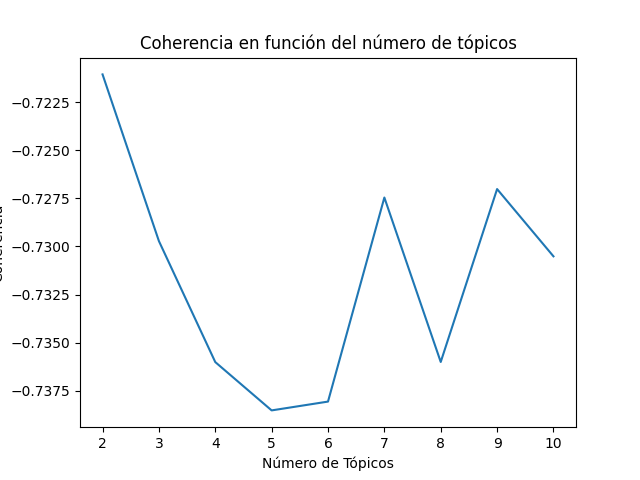 Coherencia en función del número de tópicos
−0.7225
−0.7250
−0.7275
−0.7300
−0.7325
−0.7350
−0.7375
Coherencia
2 3 4 5 6 7 8 9 10
Número de Tópicos